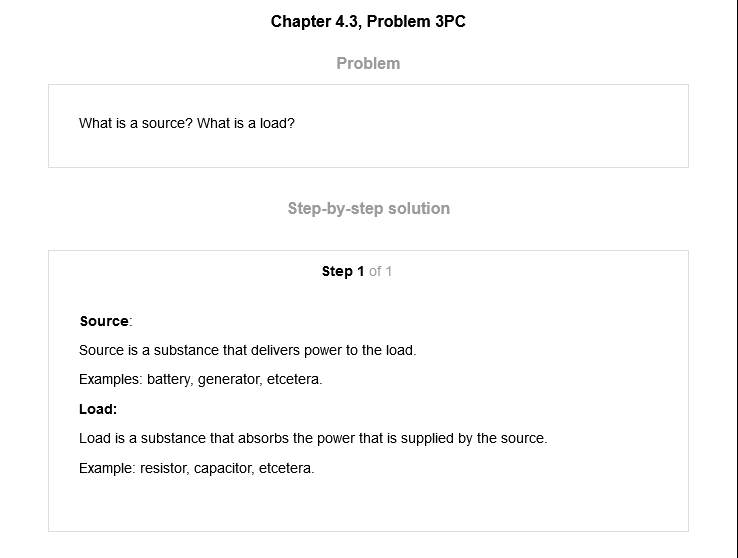 Chapter 4.3, Problem 3PC
Problem
What is a source? What is a load?
Step-by-step solution
Step 1 of 1
Source:
Source is a substance that delivers power to the load.
Examples: battery, generator, etcetera.
Load:
Load is a substance that absorbs the power that is supplied by the source.
Example: resistor, capacitor, etcetera.